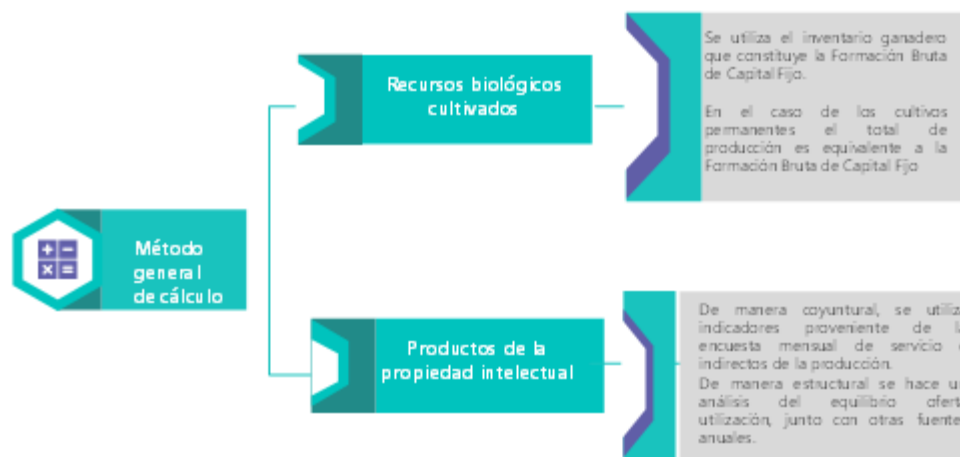 Método
general
de cálculo
Recursos biológicos
cultivados
Se utiliza el inventario ganadero
que constituye la Formación Bruta
de Capital Fijo.
En el caso de los cultivos
permanentes el total de
producción es equivalente a la
Formación Bruta de Capital Fijo
Productos de la
propiedad intelectual
De manera coyuntural, se utiliz
indicadores proveniente de l
encuesta mensual de servicio
indirectos de la producción.
De manera estructural se hace u
análisis del equilibrio ofert
utilización, junto con otras fuente
anuales.